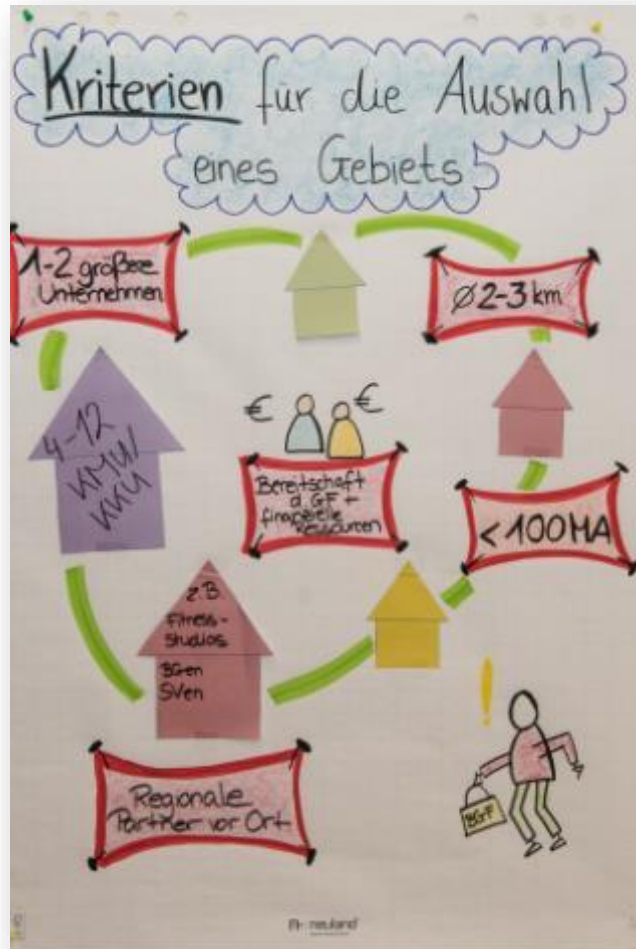 Kriterien für die Auswahl
eines Gebiets
1-2 größere
Unternehmen
Ø 2-3 km
4-12
KMU/
KKU
€
€
Bereitschaft
d. GF +
finanzielle
Ressourcen
< 100 MA
z.B.
Fitness-
Studios
BGen
SVen
Regionale
Partner vor Ort
!
BGF
neuland